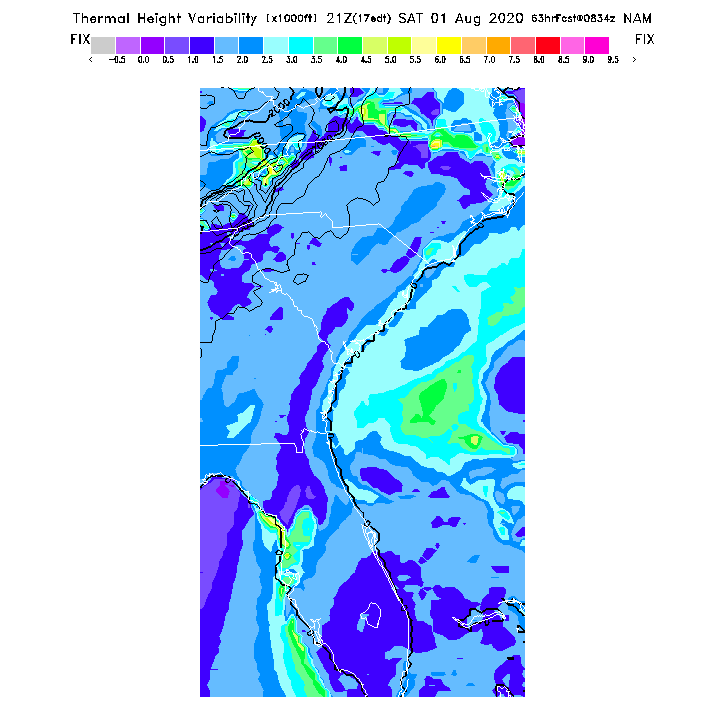 Thermal Height Variability [x1000ft] 21Z(17edt) SAT 01 Aug 2020 63hrFcst@0834z NAM
FIX FIX
< -0.5 0.0 0.5 1.0 1.5 2.0 2.5 3.0 3.5 4.0 4.5 5.0 5.5 6.0 6.5 7.0 7.5 8.0 8.5 9.0 9.5 >
2000
0